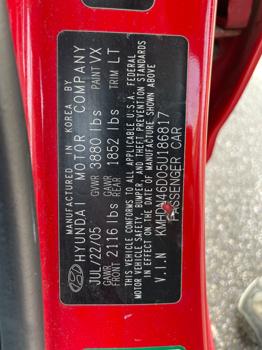 MANUFACTURED IN KOREA BY
HYUNDAI MOTOR COMPANY
JUL/22/05 GVWR 3880 lbs PAINT VX
GAWR FRONT 2116 lbs GAWR REAR 1852 lbs TRIM LT
THIS VEHICLE CONFORMS TO ALL APPLICABLE U.S.A. FEDERAL
MOTOR VEHICLE SAFETY, BUMPER, AND THEFT PREVENTION STANDARDS
IN EFFECT ON THE DATE OF MANUFACTURE SHOWN ABOVE.
V.I.N KMHDN46D05U186817
PASSENGER CAR